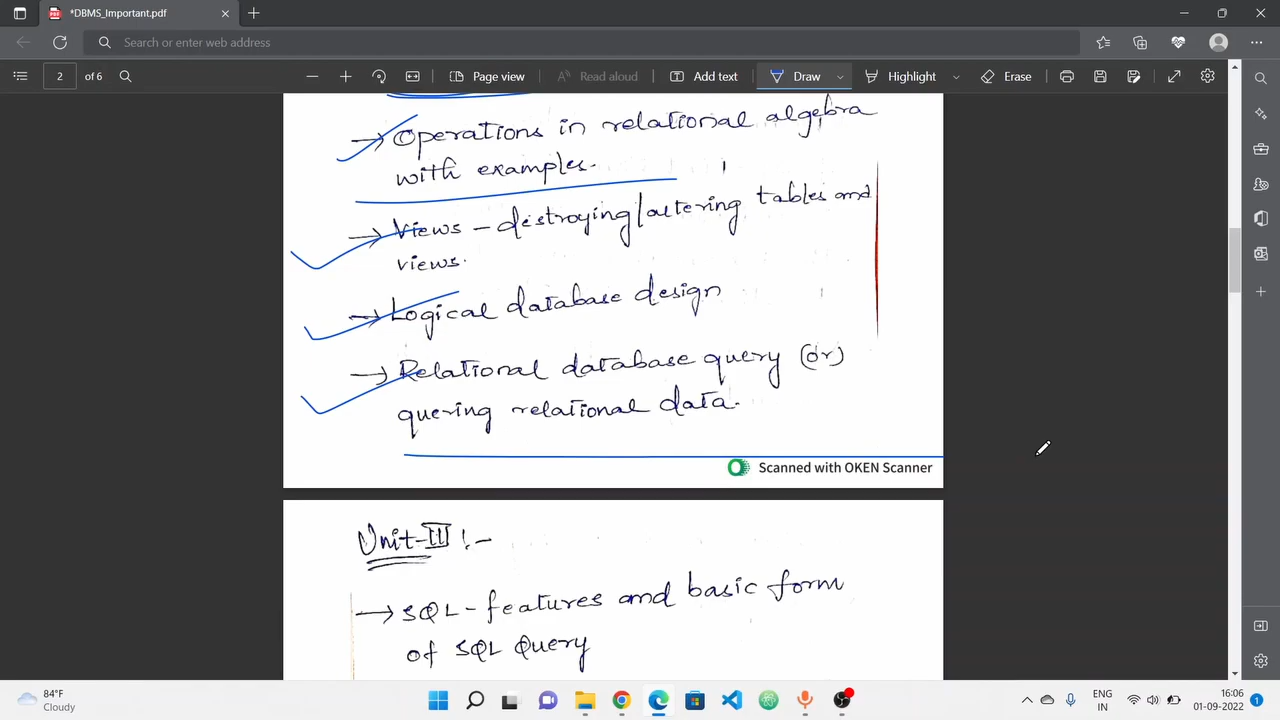 *DBMS_Important.pdf
Search or enter web address
2 of 6
Page view
Read aloud
Add text
Draw
Highlight
Erase
→ Operations in relational algebra
with examples.
→ Views - destroying/altering tables and
views.
→ Logical database design
→ Relational database query (or)
quering relational data.
Scanned with OKEN Scanner
Unit-III :-
→ SQL - features and basic form
of SQL Query
84°F
Cloudy
ENG
IN
16:06
01-09-2022
1